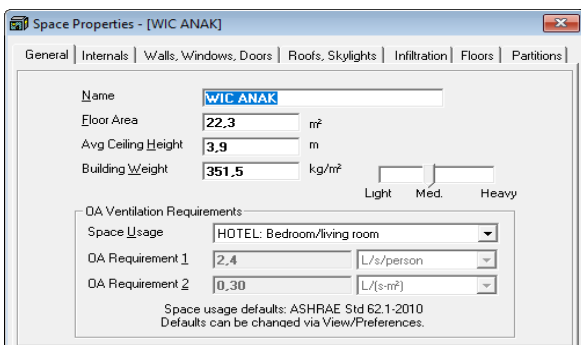 Space Properties - [WIC ANAK]
General Internals Walls, Windows, Doors Roofs, Skylights Infiltration Floors Partitions
Name WIC ANAK
Floor Area 22,3 m²
Avg Ceiling Height 3,9 m
Building Weight 351,5 kg/m²
Light Med. Heavy
OA Ventilation Requirements
Space Usage HOTEL: Bedroom/living room
OA Requirement 1 2,4 L/s/person
OA Requirement 2 0,30 L/(s-m²)
Space usage defaults: ASHRAE Std 62.1-2010
Defaults can be changed via View/Preferences.